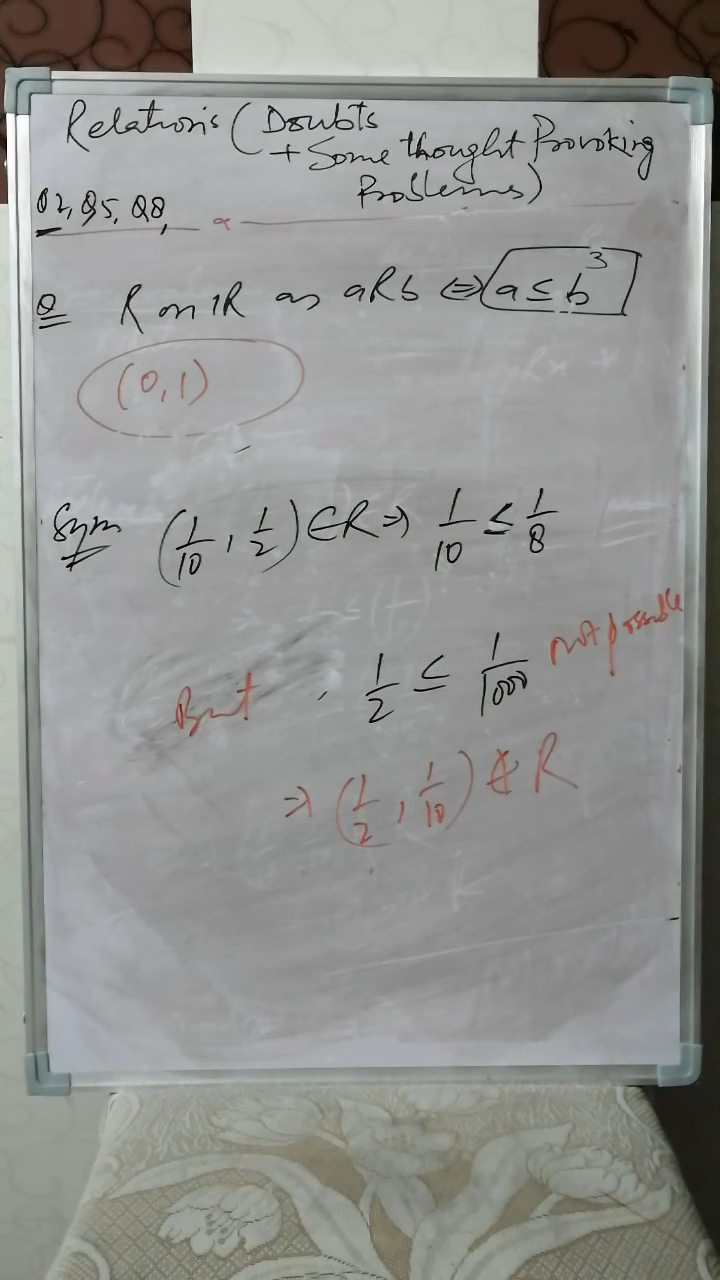 Relations (Doubts
+ Some thought Provoking
Problems)
Q2, Q5, Q8,
Q R on IR as aRb ⇔ a ≤ b³
(0,1)
Sym (1/10, 1/2) ∈ R ⇒ 1/10 ≤ 1/8
But, 1/2 ≤ 1/1000 not possible
⇒ (1/2, 1/10) ∉ R